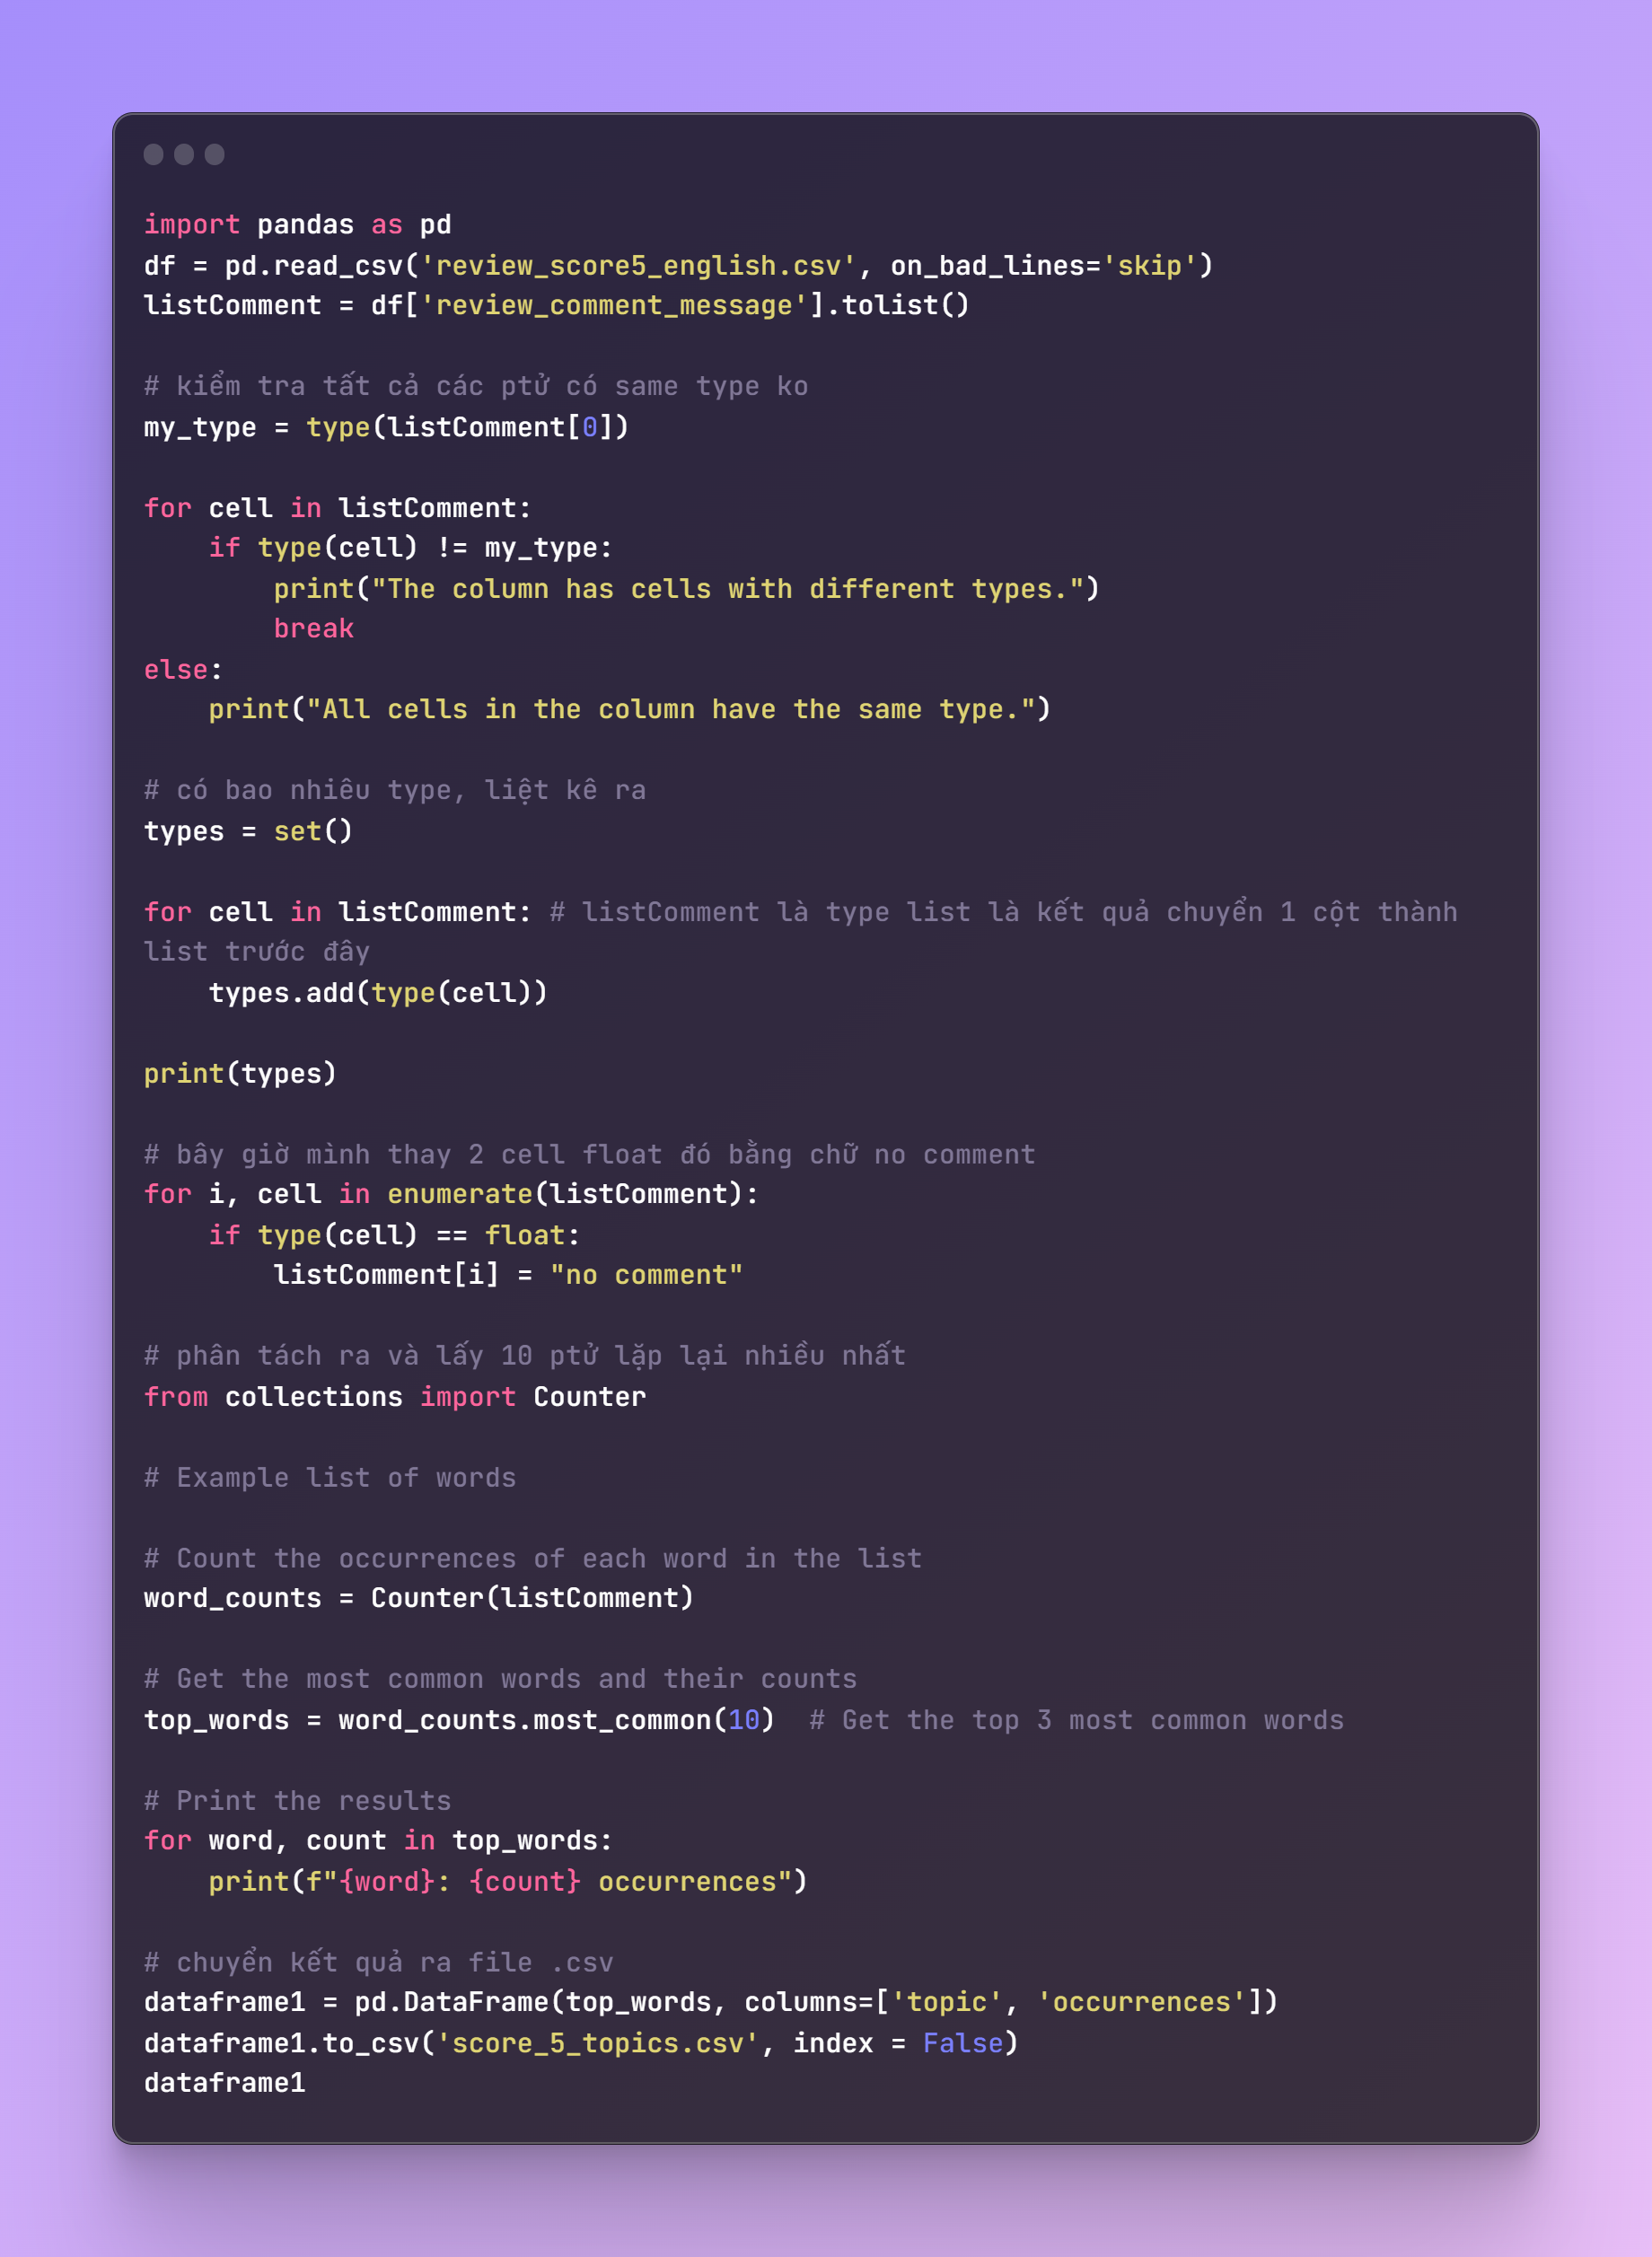 import pandas as pd
df = pd.read_csv('review_score5_english.csv', on_bad_lines='skip')
listComment = df['review_comment_message'].tolist()

# kiểm tra tất cả các ptử có same type ko
my_type = type(listComment[0])

for cell in listComment:
    if type(cell) != my_type:
        print("The column has cells with different types.")
        break
else:
    print("All cells in the column have the same type.")

# có bao nhiêu type, liệt kê ra
types = set()

for cell in listComment: # listComment là type list là kết quả chuyển 1 cột thành
list trước đây
    types.add(type(cell))

print(types)

# bây giờ mình thay 2 cell float đó bằng chữ no comment
for i, cell in enumerate(listComment):
    if type(cell) == float:
        listComment[i] = "no comment"

# phân tách ra và lấy 10 ptử lặp lại nhiều nhất
from collections import Counter

# Example list of words

# Count the occurrences of each word in the list
word_counts = Counter(listComment)

# Get the most common words and their counts
top_words = word_counts.most_common(10)  # Get the top 3 most common words

# Print the results
for word, count in top_words:
    print(f"{word}: {count} occurrences")

# chuyển kết quả ra file .csv
dataframe1 = pd.DataFrame(top_words, columns=['topic', 'occurrences'])
dataframe1.to_csv('score_5_topics.csv', index = False)
dataframe1